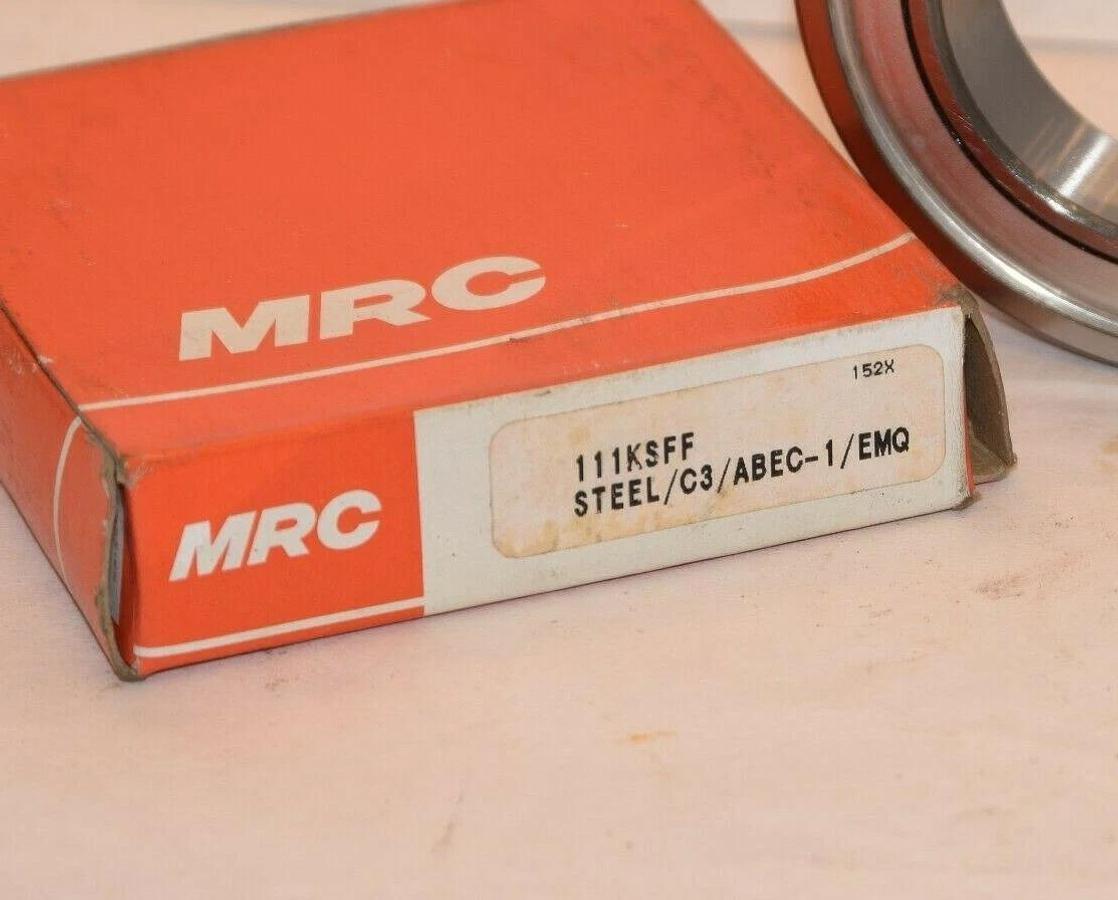 MRC
152X
111KSFF
STEEL/C3/ABEC-1/EMQ
MRC